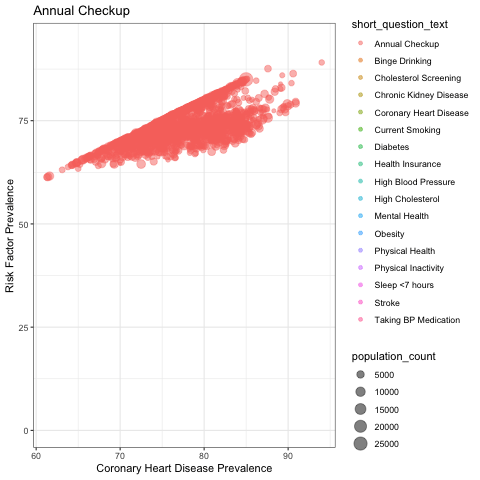 Annual Checkup
Risk Factor Prevalence
75
50
25
0
60
70
80
90
Coronary Heart Disease Prevalence
short_question_text
Annual Checkup
Binge Drinking
Cholesterol Screening
Chronic Kidney Disease
Coronary Heart Disease
Current Smoking
Diabetes
Health Insurance
High Blood Pressure
High Cholesterol
Mental Health
Obesity
Physical Health
Physical Inactivity
Sleep <7 hours
Stroke
Taking BP Medication
population_count
5000
10000
15000
20000
25000